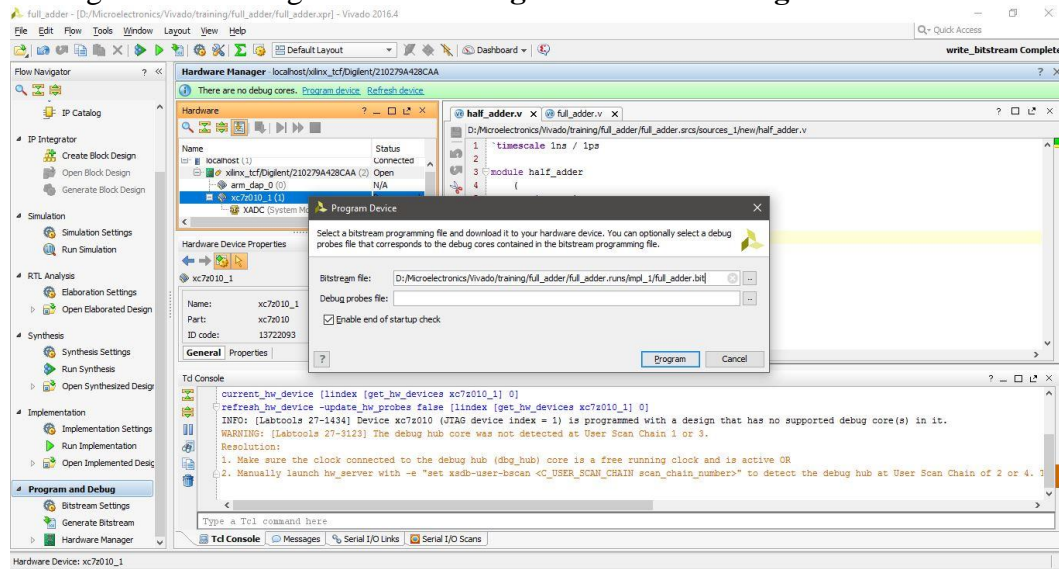 full_adder - [D:/Microelectronics/Vivado/training/full_adder/full_adder.xpr] - Vivado 2016.4
File Edit Flow Tools Window Layout View Help
Q- Quick Access
Default Layout
Dashboard
write_bitstream Complete
Flow Navigator
Hardware Manager - localhost/xilinx_tcf/Digilent/210279A428CAA
There are no debug cores. Program device Refresh device
IP Catalog
IP Integrator
Create Block Design
Open Block Design
Generate Block Design
Simulation
Simulation Settings
Run Simulation
RTL Analysis
Elaboration Settings
Open Elaborated Design
Synthesis
Synthesis Settings
Run Synthesis
Open Synthesized Design
Implementation
Implementation Settings
Run Implementation
Open Implemented Desig
Program and Debug
Bitstream Settings
Generate Bitstream
Hardware Manager
Hardware
Name Status
localhost (1) Connected
xilinx_tcf/Digilent/210279A428CAA (2) Open
arm_dap_0 (0) N/A
xc7z010_1 (1)
XADC (System Mo
Hardware Device Properties
xc7z010_1
Name: xc7z010_1
Part: xc7z010
ID code: 13722093
General Properties
half_adder.v full_adder.v
D:/Microelectronics/Vivado/training/full_adder/full_adder.srcs/sources_1/new/half_adder.v
1 `timescale 1ns / 1ps
2
3 module half_adder
4 (
Program Device
Select a bitstream programming file and download it to your hardware device. You can optionally select a debug
probes file that corresponds to the debug cores contained in the bitstream programming file.
Bitstream file: D:/Microelectronics/Vivado/training/full_adder/full_adder.runs/impl_1/full_adder.bit
Debug probes file:
Enable end of startup check
Program Cancel
Tcl Console
current_hw_device [lindex [get_hw_devices xc7z010_1] 0]
refresh_hw_device -update_hw_probes false [lindex [get_hw_devices xc7z010_1] 0]
INFO: [Labtools 27-1434] Device xc7z010 (JTAG device index = 1) is programmed with a design that has no supported debug core(s) in it.
WARNING: [Labtools 27-3123] The debug hub core was not detected at User Scan Chain 1 or 3.
Resolution:
1. Make sure the clock connected to the debug hub (dbg_hub) core is a free running clock and is active OR
2. Manually launch hw_server with -e "set xsdb-user-bscan <C_USER_SCAN_CHAIN scan_chain_number>" to detect the debug hub at User Scan Chain of 2 or 4. T
Type a Tcl command here
Tcl Console Messages Serial I/O Links Serial I/O Scans
Hardware Device: xc7z010_1